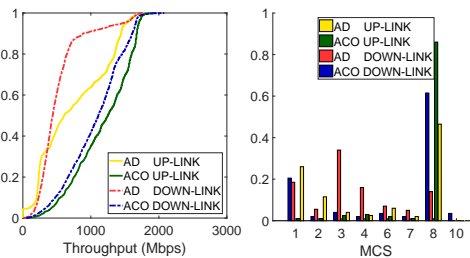 1
0.8
0.6
0.4
0.2
0
0 1000 2000 3000
Throughput (Mbps)
AD UP-LINK
ACO UP-LINK
AD DOWN-LINK
ACO DOWN-LINK
1
0.8
0.6
0.4
0.2
0
1 2 3 4 6 7 8 10
MCS
AD UP-LINK
ACO UP-LINK
AD DOWN-LINK
ACO DOWN-LINK